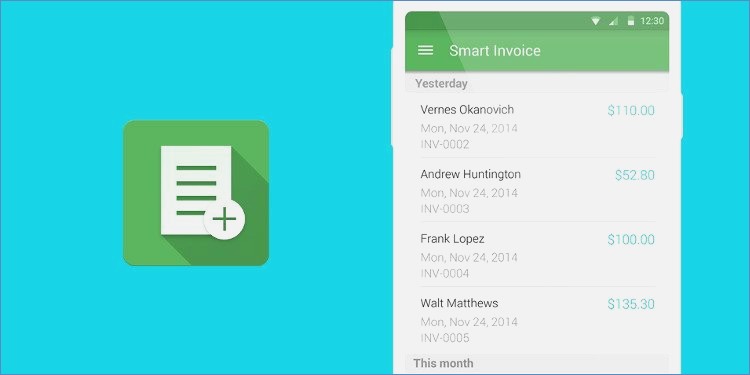 12:30
Smart Invoice
Yesterday
Vernes Okanovich
$110.00
Mon, Nov 24, 2014
INV-0002
Andrew Huntington
$52.80
Mon, Nov 24, 2014
INV-0003
Frank Lopez
$100.00
Mon, Nov 24, 2014
INV-0004
Walt Matthews
$135.30
Mon, Nov 24, 2014
INV-0005
This month